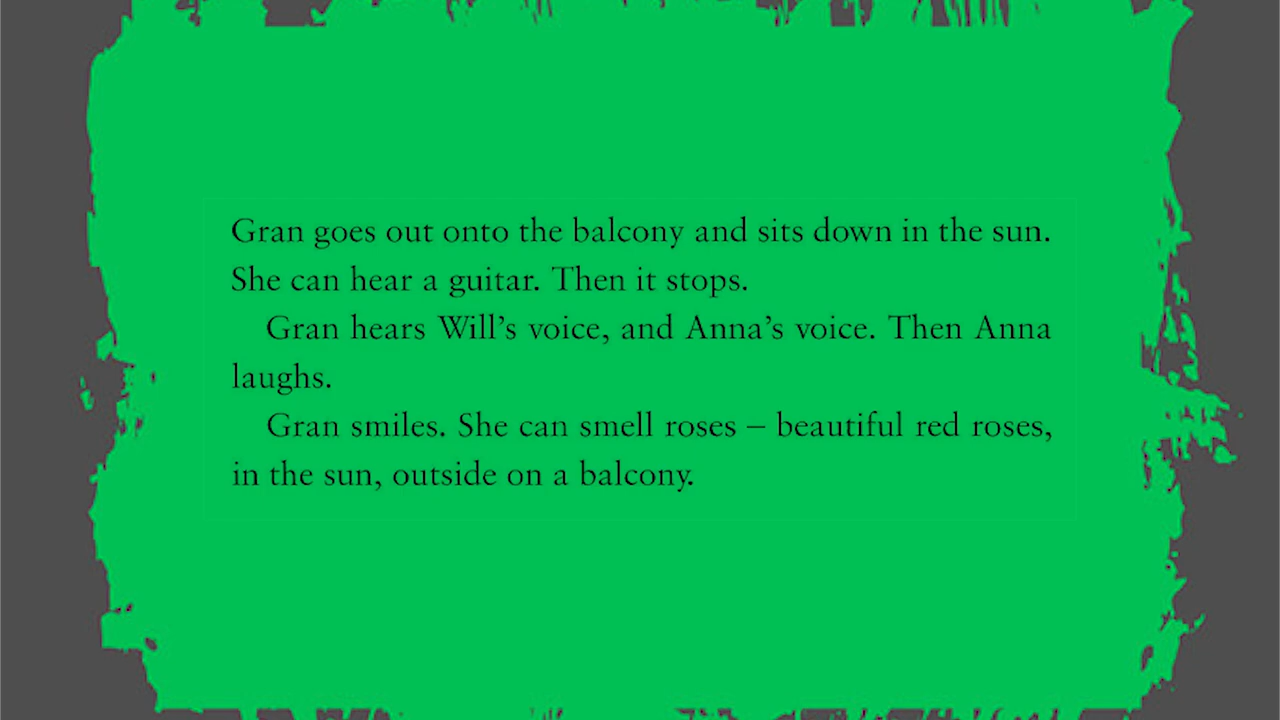 Gran goes out onto the balcony and sits down in the sun.
She can hear a guitar. Then it stops.
Gran hears Will’s voice, and Anna’s voice. Then Anna
laughs.
Gran smiles. She can smell roses – beautiful red roses,
in the sun, outside on a balcony.